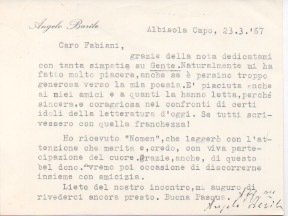 Angelo Barile
Albisola Capo, 23.3.'67
Caro Fabiani,
grazie della nota dedicatami
con tanta simpatia su Gente. Naturalmente mi ha
fatto molto piacere, anche se è persino troppo
generosa verso la mia poesia. E' piaciuta anche
ai miei amici e a quanti la hanno letta, perché
sincera, e coraggiosa nei confronti di certi
idoli della letteratura d'oggi. Se tutti scri-
vessero con quella franchezza!
Ho ricevuto "Nomen", che leggerò con l'at-
tenzione che merita e, credo, con viva parte-
cipazione del cuore. Grazie, anche, di questo
bel dono. Avremo poi occasione di discorrerne
insieme con amicizia.
Lieto del nostro incontro, mi auguro di
rivederci ancora presto. Buona Pasqua.
Angelo Barile